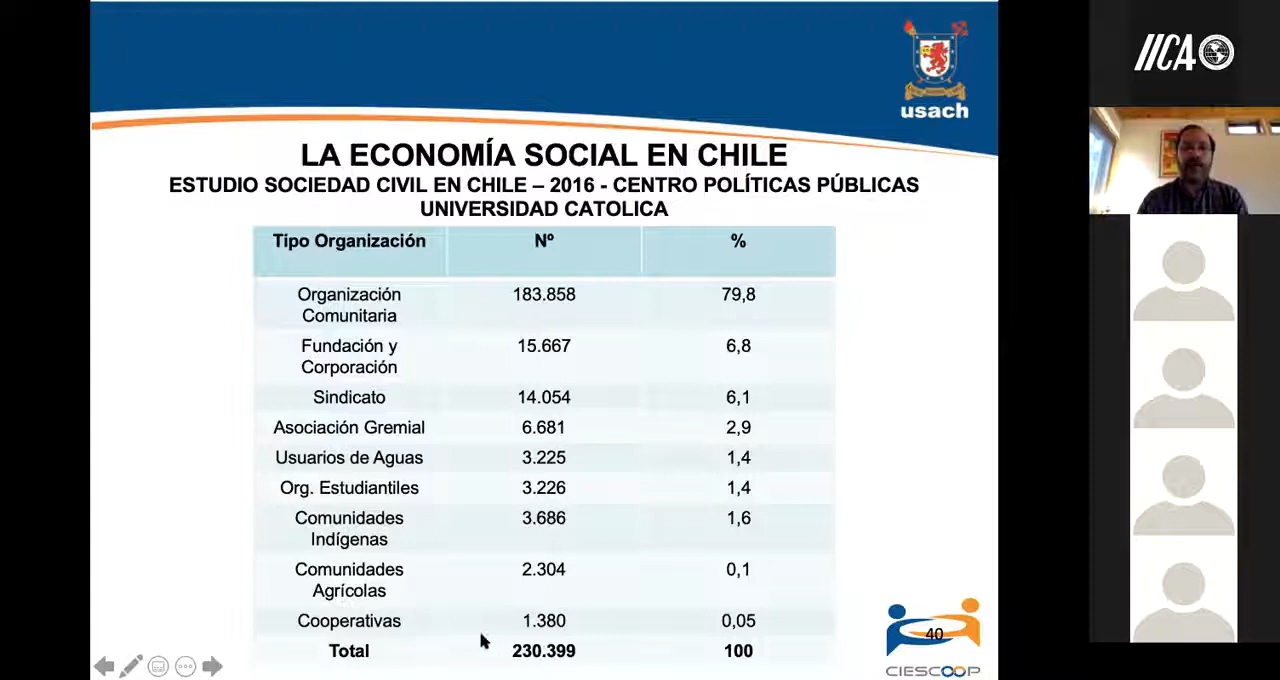 usach
IICA
LA ECONOMÍA SOCIAL EN CHILE
ESTUDIO SOCIEDAD CIVIL EN CHILE – 2016 - CENTRO POLÍTICAS PÚBLICAS
UNIVERSIDAD CATOLICA
Tipo Organización Nº %
Organización
Comunitaria 183.858 79,8
Fundación y
Corporación 15.667 6,8
Sindicato 14.054 6,1
Asociación Gremial 6.681 2,9
Usuarios de Aguas 3.225 1,4
Org. Estudiantiles 3.226 1,4
Comunidades
Indígenas 3.686 1,6
Comunidades
Agrícolas 2.304 0,1
Cooperativas 1.380 0,05
Total 230.399 100
40
CIESCOOP